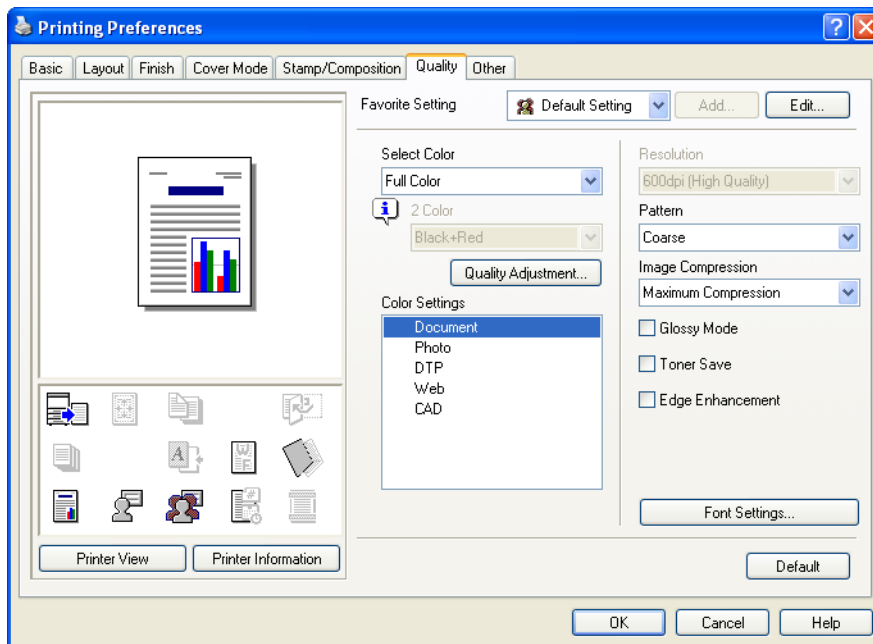 Printing Preferences
Basic Layout Finish Cover Mode Stamp/Composition Quality Other
Favorite Setting Default Setting Add... Edit...
Select Color
Full Color
2 Color
Black+Red
Quality Adjustment...
Color Settings
Document
Photo
DTP
Web
CAD
Resolution
600dpi (High Quality)
Pattern
Coarse
Image Compression
Maximum Compression
Glossy Mode
Toner Save
Edge Enhancement
Font Settings...
Printer View Printer Information
Default
OK Cancel Help